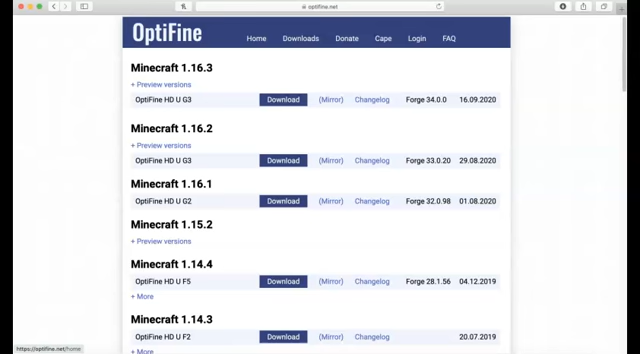 optifine.net
OptiFine
Home Downloads Donate Cape Login FAQ
Minecraft 1.16.3
+ Preview versions
OptiFine HD U G3 Download (Mirror) Changelog Forge 34.0.0 16.09.2020
Minecraft 1.16.2
+ Preview versions
OptiFine HD U G3 Download (Mirror) Changelog Forge 33.0.20 29.08.2020
Minecraft 1.16.1
OptiFine HD U G2 Download (Mirror) Changelog Forge 32.0.98 01.08.2020
Minecraft 1.15.2
+ Preview versions
Minecraft 1.14.4
OptiFine HD U F5 Download (Mirror) Changelog Forge 28.1.56 04.12.2019
+ More
Minecraft 1.14.3
OptiFine HD U F2 Download (Mirror) Changelog 20.07.2019
+ More
https://optifine.net/home